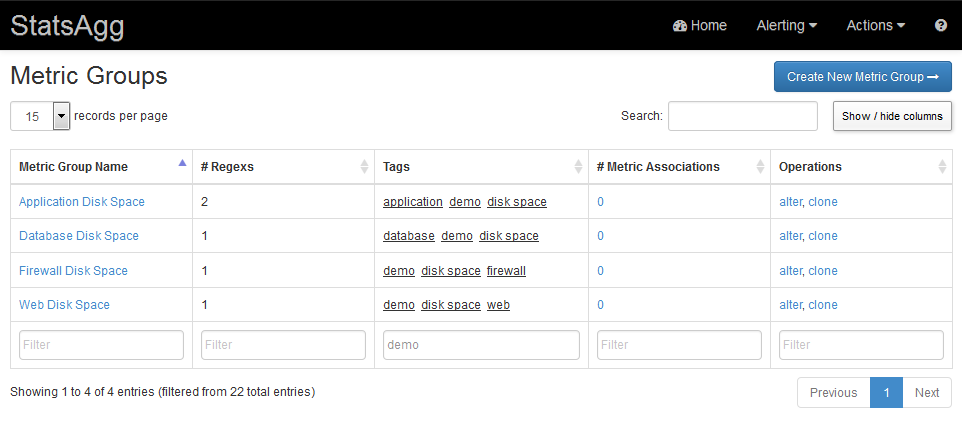 StatsAgg Home Alerting Actions
Metric Groups Create New Metric Group
15 records per page Search: Show / hide columns
Metric Group Name # Regexs Tags # Metric Associations Operations
Application Disk Space 2 application demo disk space 0 alter, clone
Database Disk Space 1 database demo disk space 0 alter, clone
Firewall Disk Space 1 demo disk space firewall 0 alter, clone
Web Disk Space 1 demo disk space web 0 alter, clone
Filter Filter demo Filter Filter
Showing 1 to 4 of 4 entries (filtered from 22 total entries) Previous 1 Next